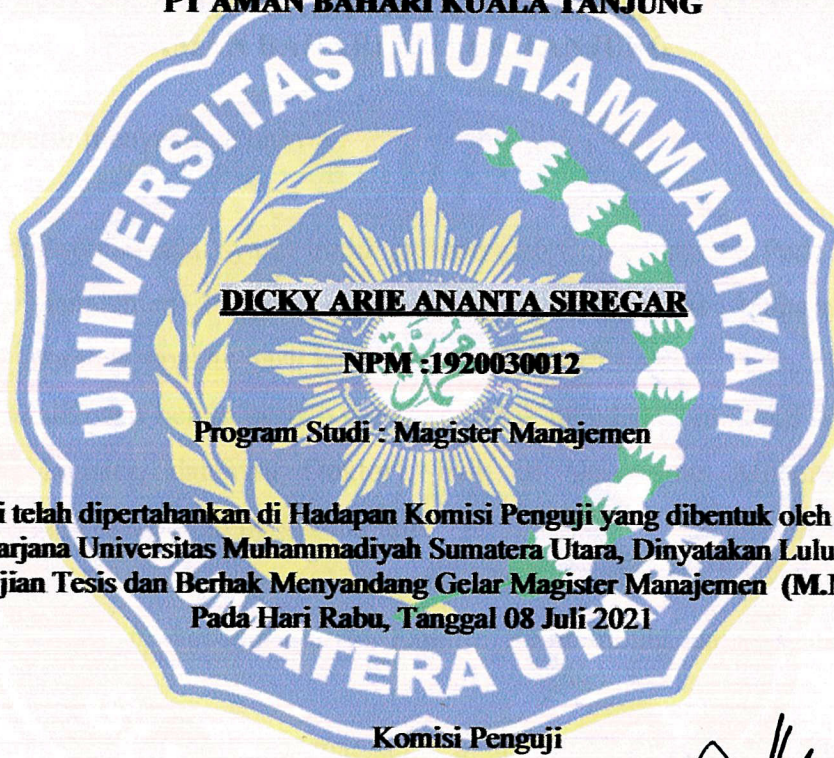 PT AMAN BAHARI KUALA TANJUNG
UNIVERSITAS MUHAMMADIYAH
DICKY ARIE ANANTA SIREGAR
محمد
NPM :1920030012
Program Studi : Magister Manajemen
i telah dipertahankan di Hadapan Komisi Penguji yang dibentuk oleh
arjana Universitas Muhammadiyah Sumatera Utara, Dinyatakan Lulu
jian Tesis dan Berhak Menyandang Gelar Magister Manajemen (M.M
Pada Hari Rabu, Tanggal 08 Juli 2021
SUMATERA UTARA
Komisi Penguji